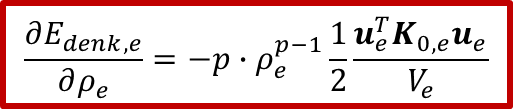 ∂E_{denk,e} / ∂ρ_e = −p · ρ_e^{p−1} 1/2 u_e^T K_{0,e} u_e / V_e